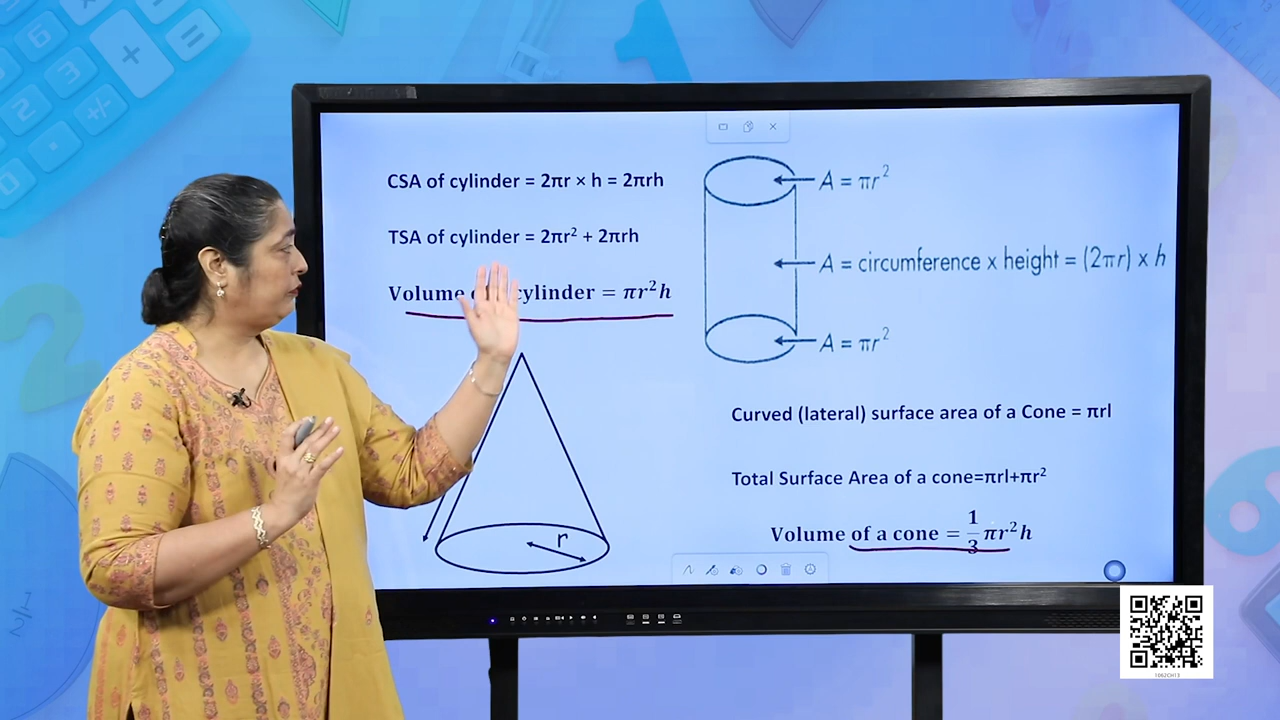 CSA of cylinder = 2πr × h = 2πrh
TSA of cylinder = 2πr² + 2πrh
Volume cylinder = πr²h
A = πr²
A = circumference x height = (2πr) x h
A = πr²
r
Curved (lateral) surface area of a Cone = πrl
Total Surface Area of a cone=πrl+πr²
Volume of a cone = 1/3 πr²h
1062CH13